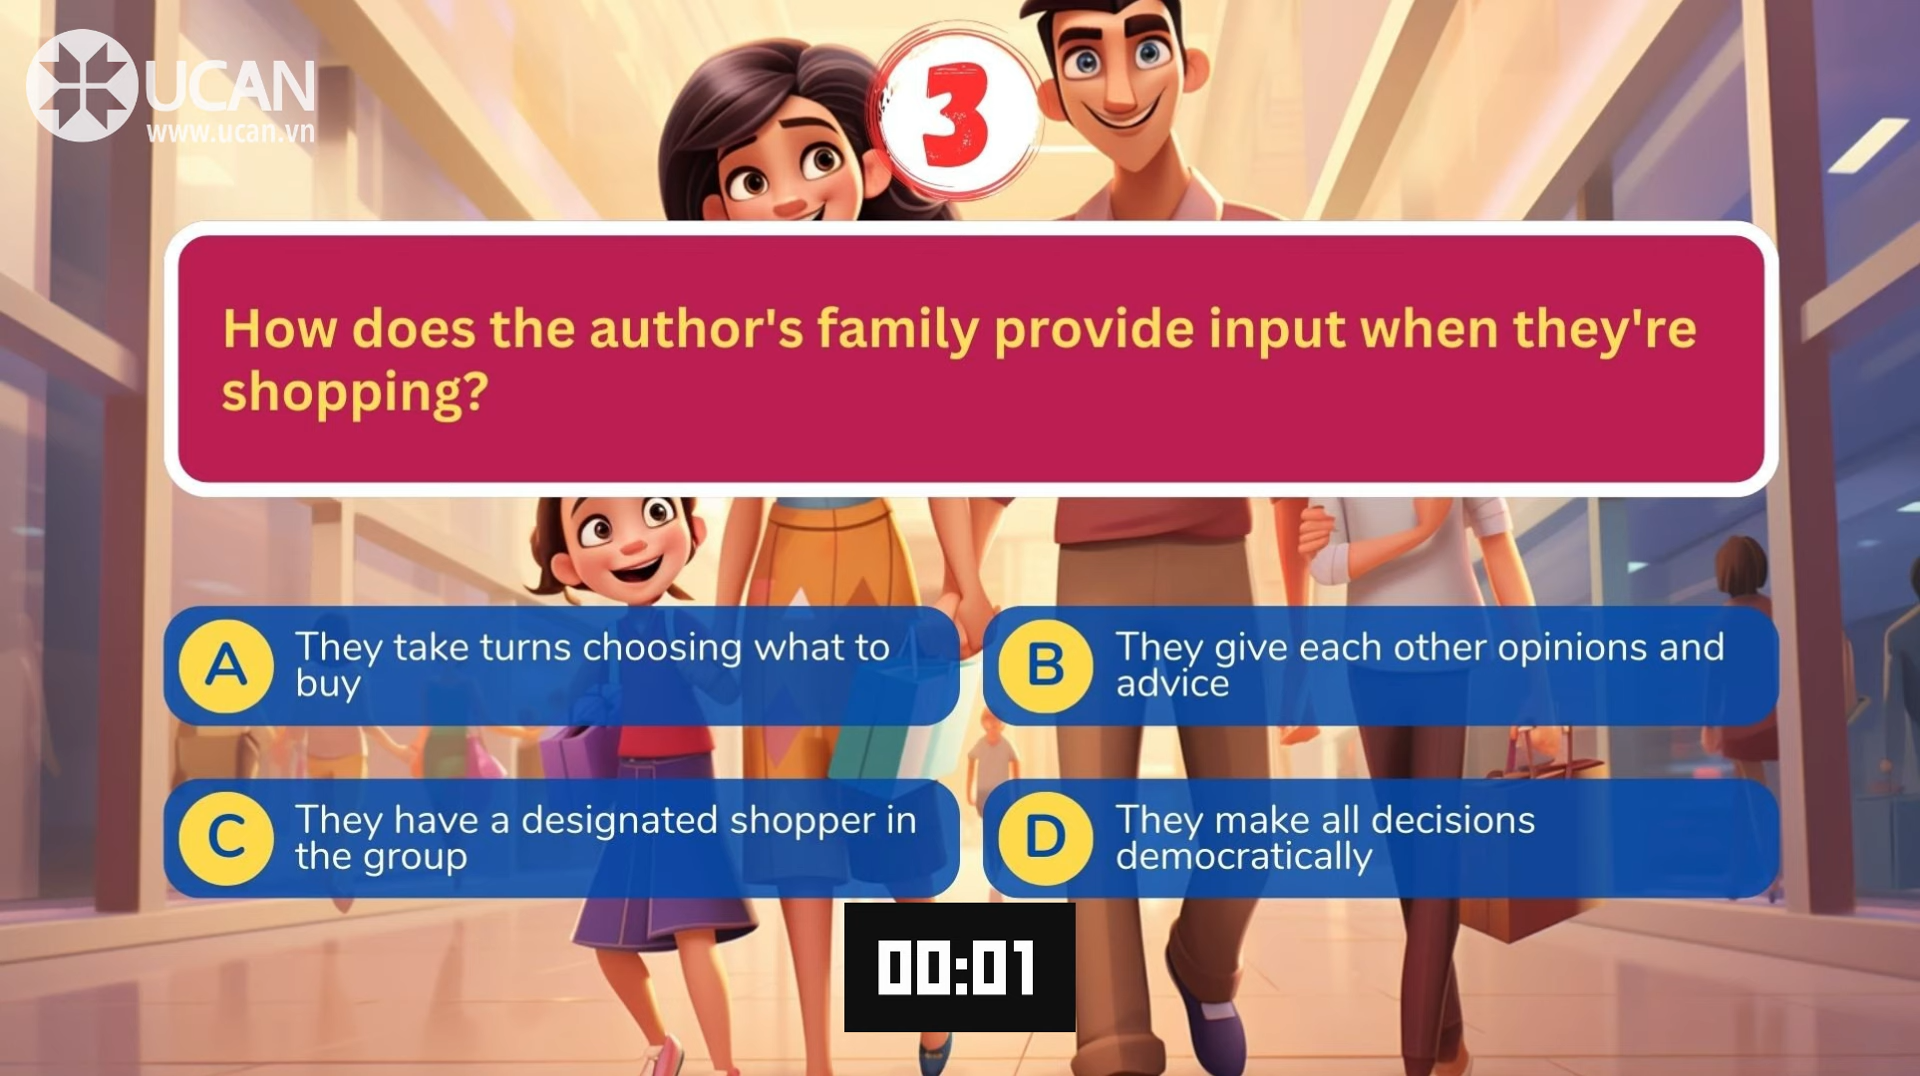 UCAN
www.ucan.vn
3
How does the author's family provide input when they're
shopping?
A
They take turns choosing what to
buy
B
They give each other opinions and
advice
C
They have a designated shopper in
the group
D
They make all decisions
democratically
00:01